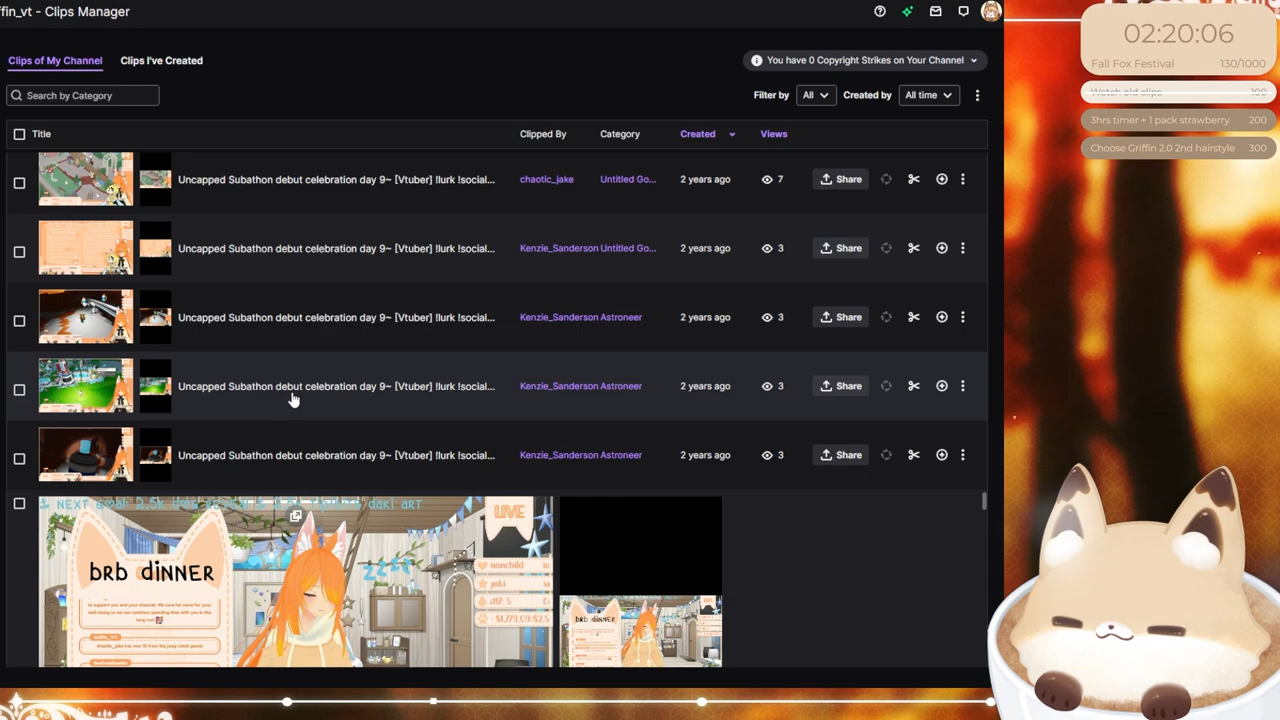 ffin_vt - Clips Manager
Clips of My Channel
Clips I've Created
You have 0 Copyright Strikes on Your Channel
Search by Category
Filter by
All
Created by
All time
Title
Clipped By
Category
Created
Views
Uncapped Subathon debut celebration day 9~ [Vtuber] !lurk !social... chaotic_jake Untitled Go... 2 years ago 7 Share
Uncapped Subathon debut celebration day 9~ [Vtuber] !lurk !social... Kenzie_Sanderson Untitled Go... 2 years ago 3 Share
Uncapped Subathon debut celebration day 9~ [Vtuber] !lurk !social... Kenzie_Sanderson Astroneer 2 years ago 3 Share
Uncapped Subathon debut celebration day 9~ [Vtuber] !lurk !social... Kenzie_Sanderson Astroneer 2 years ago 3 Share
Uncapped Subathon debut celebration day 9~ [Vtuber] !lurk !social... Kenzie_Sanderson Astroneer 2 years ago 3 Share
LIVE
brb dinner
nanchild
jaki
02:20:06
Fall Fox Festival 130/1000
Watch old clips 100
3hrs timer + 1 pack strawberry 200
Choose Griffin 2.0 2nd hairstyle 300